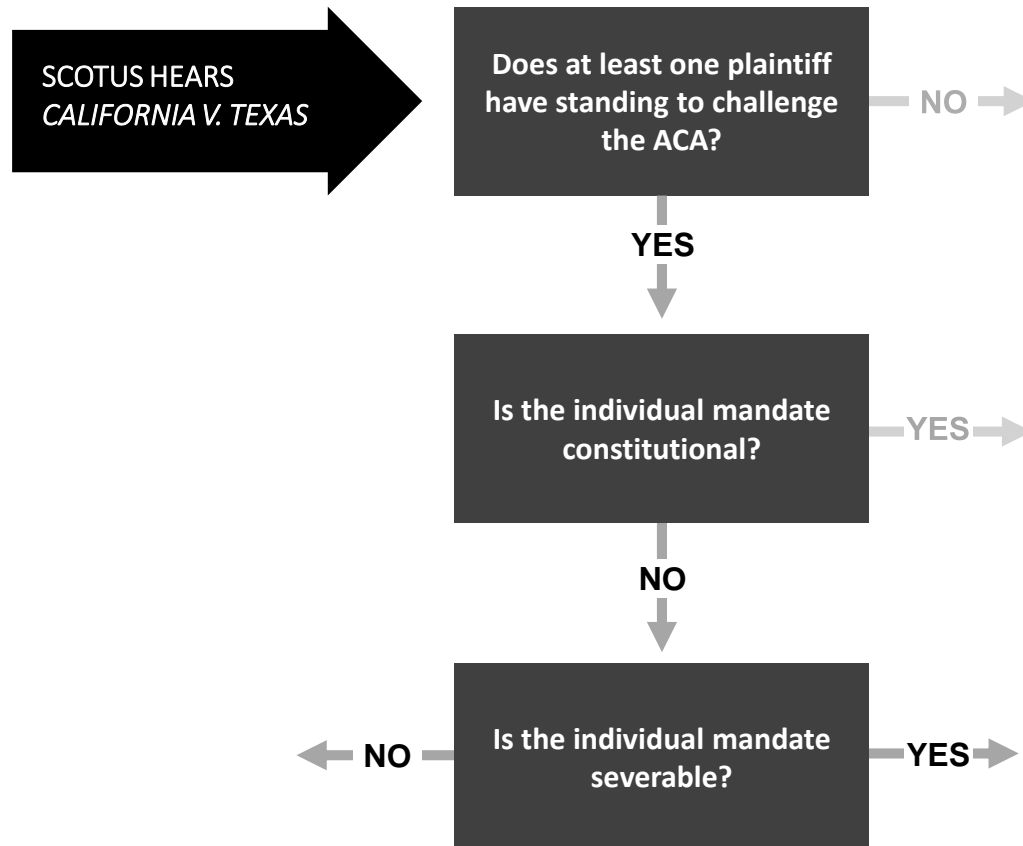 SCOTUS HEARS
CALIFORNIA V. TEXAS
Does at least one plaintiff
have standing to challenge
the ACA?
NO
YES
Is the individual mandate
constitutional?
YES
NO
Is the individual mandate
severable?
NO
YES